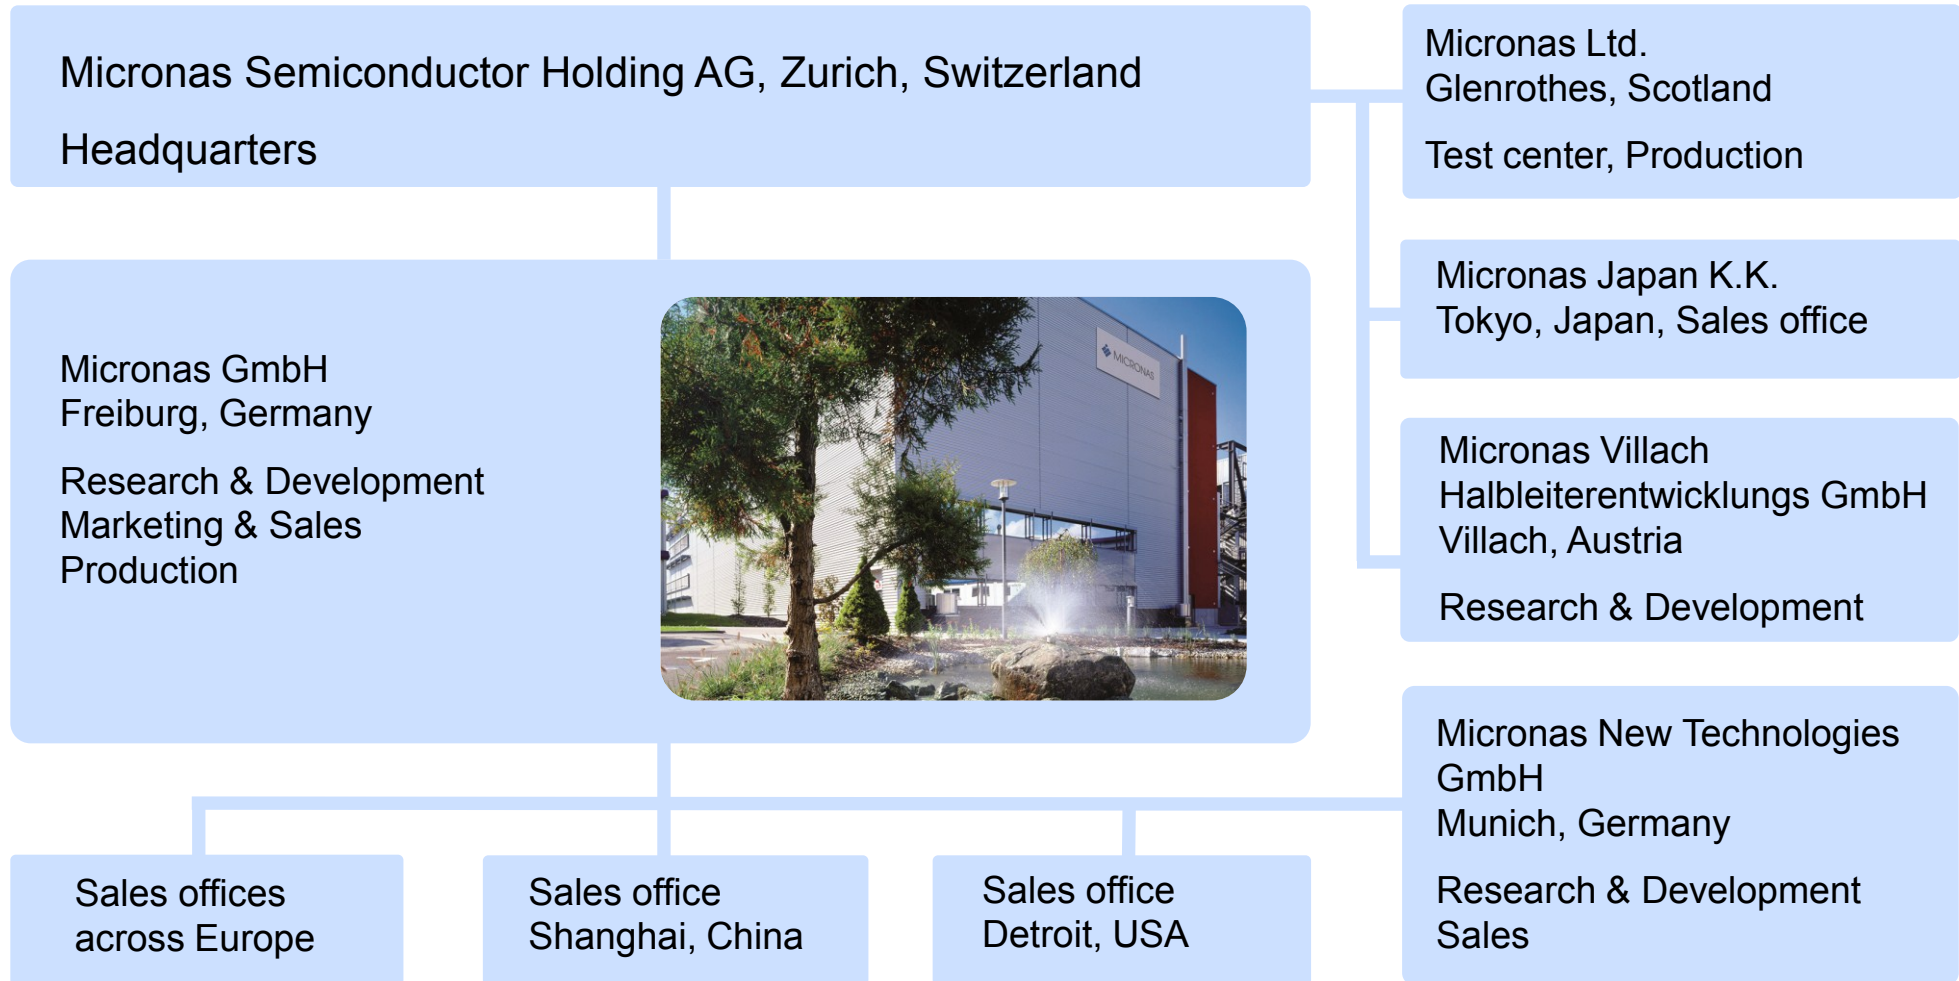 Micronas Semiconductor Holding AG, Zurich, Switzerland
Headquarters
Micronas Ltd.
Glenrothes, Scotland
Test center, Production
Micronas Japan K.K.
Tokyo, Japan, Sales office
Micronas GmbH
Freiburg, Germany
Research & Development
Marketing & Sales
Production
MICRONAS
Micronas Villach
Halbleiterentwicklungs GmbH
Villach, Austria
Research & Development
Micronas New Technologies
GmbH
Munich, Germany
Research & Development
Sales
Sales offices
across Europe
Sales office
Shanghai, China
Sales office
Detroit, USA